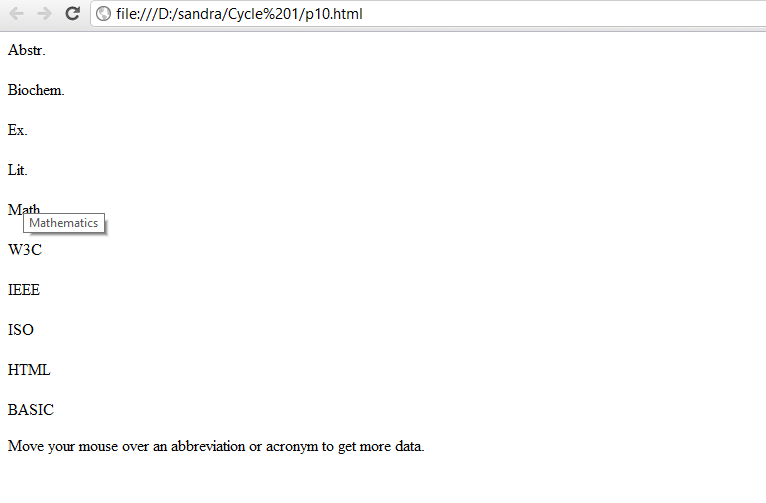 file:///D:/sandra/Cycle%201/p10.html
Abstr.
Biochem.
Ex.
Lit.
Math
Mathematics
W3C
IEEE
ISO
HTML
BASIC
Move your mouse over an abbreviation or acronym to get more data.